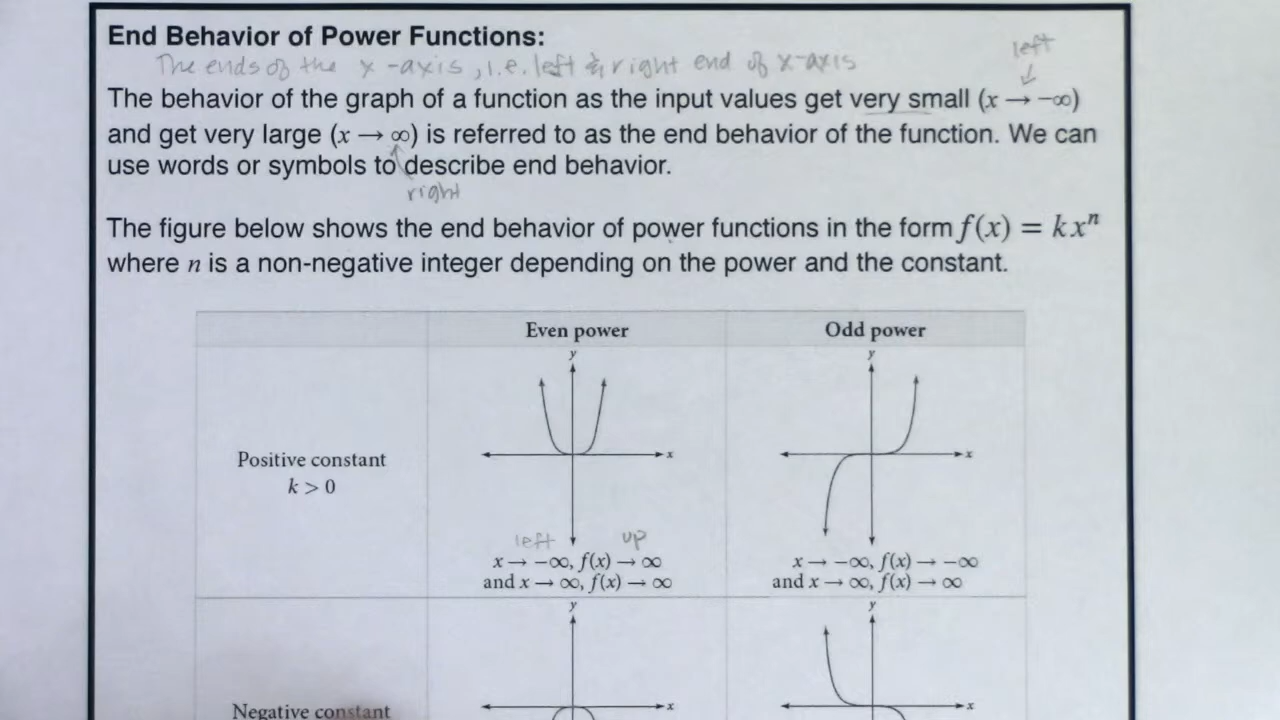 End Behavior of Power Functions:
left
The ends of the x-axis, i.e. left & right end of x-axis
The behavior of the graph of a function as the input values get very small (x → −∞)
and get very large (x → ∞) is referred to as the end behavior of the function. We can
use words or symbols to describe end behavior.
right
The figure below shows the end behavior of power functions in the form f(x) = kxⁿ
where n is a non-negative integer depending on the power and the constant.
Even power Odd power
y y
x x
Positive constant
k > 0
left up
x → −∞, f(x) → ∞ x → −∞, f(x) → −∞
and x → ∞, f(x) → ∞ and x → ∞, f(x) → ∞
y y
x x
Negative constant